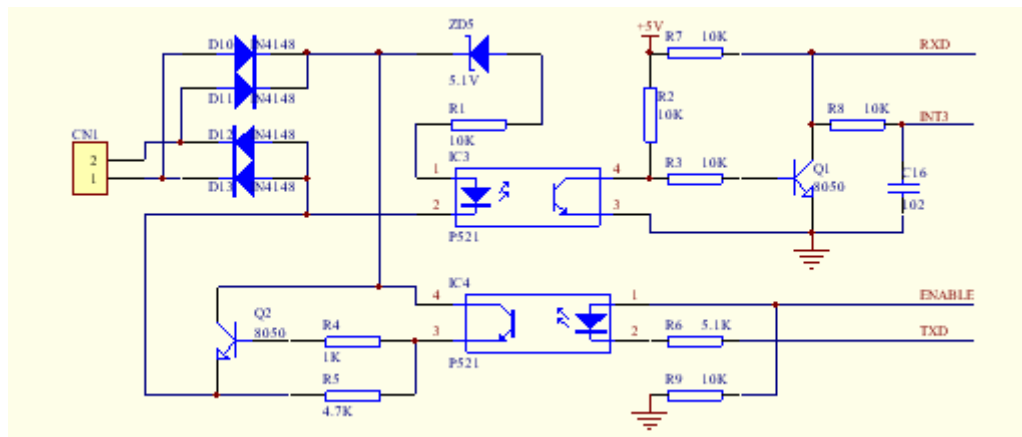 ZD5
+5V
D10 N4148
R7 10K
RXD
5.1V
D11 N4148
R1
R2
10K
R8 10K
INT3
CN1
D12 N4148
10K
IC3
2
1
4
R3 10K
Q1
8050
C16
1
D13 N4148
2
3
102
P521
IC4
4
1
ENABLE
Q2
8050
R4
3
2
R6 5.1K
TXD
1K
P521
R5
R9 10K
4.7K